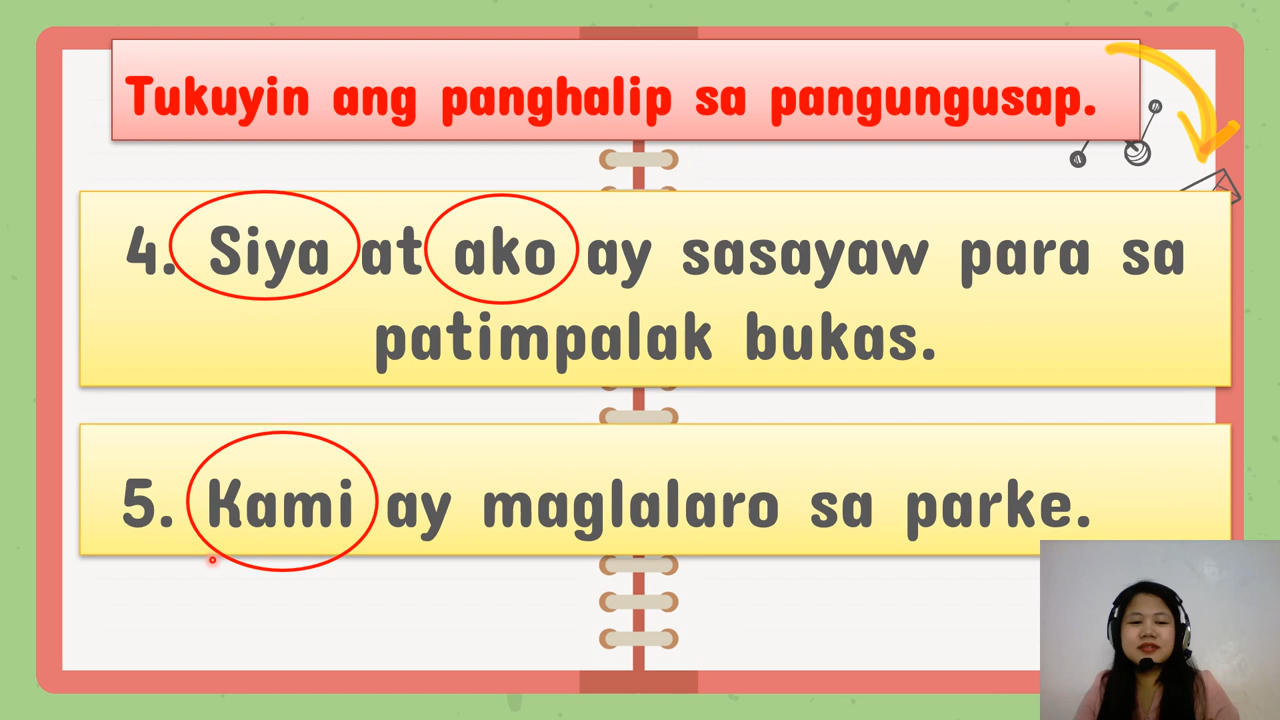 Tukuyin ang panghalip sa pangungusap.
4. Siya at ako ay sasayaw para sa
patimpalak bukas.
5. Kami ay maglalaro sa parke.